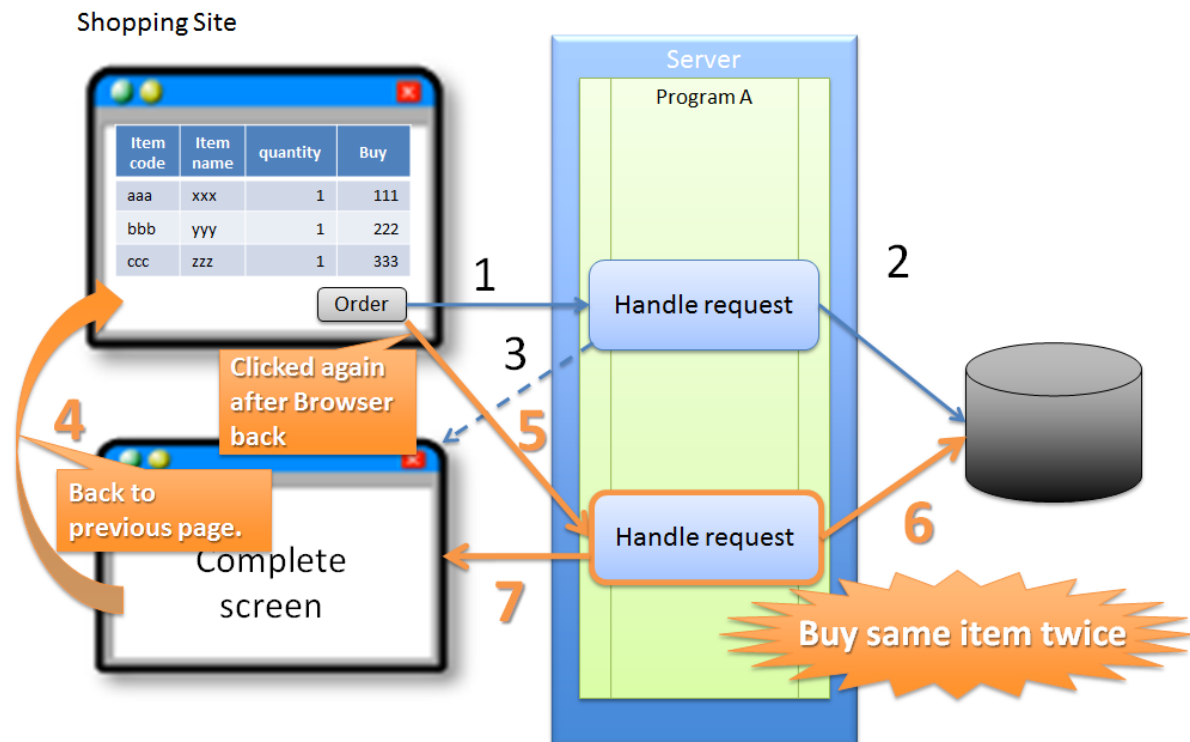 Shopping Site
Server
Program A
Item code
Item name
quantity
Buy
aaa xxx 1 111
bbb yyy 1 222
ccc zzz 1 333
Order
1
Handle request
2
3
Clicked again
after Browser
back
4
5
Back to
previous page.
Complete
screen
Handle request
6
7
Buy same item twice